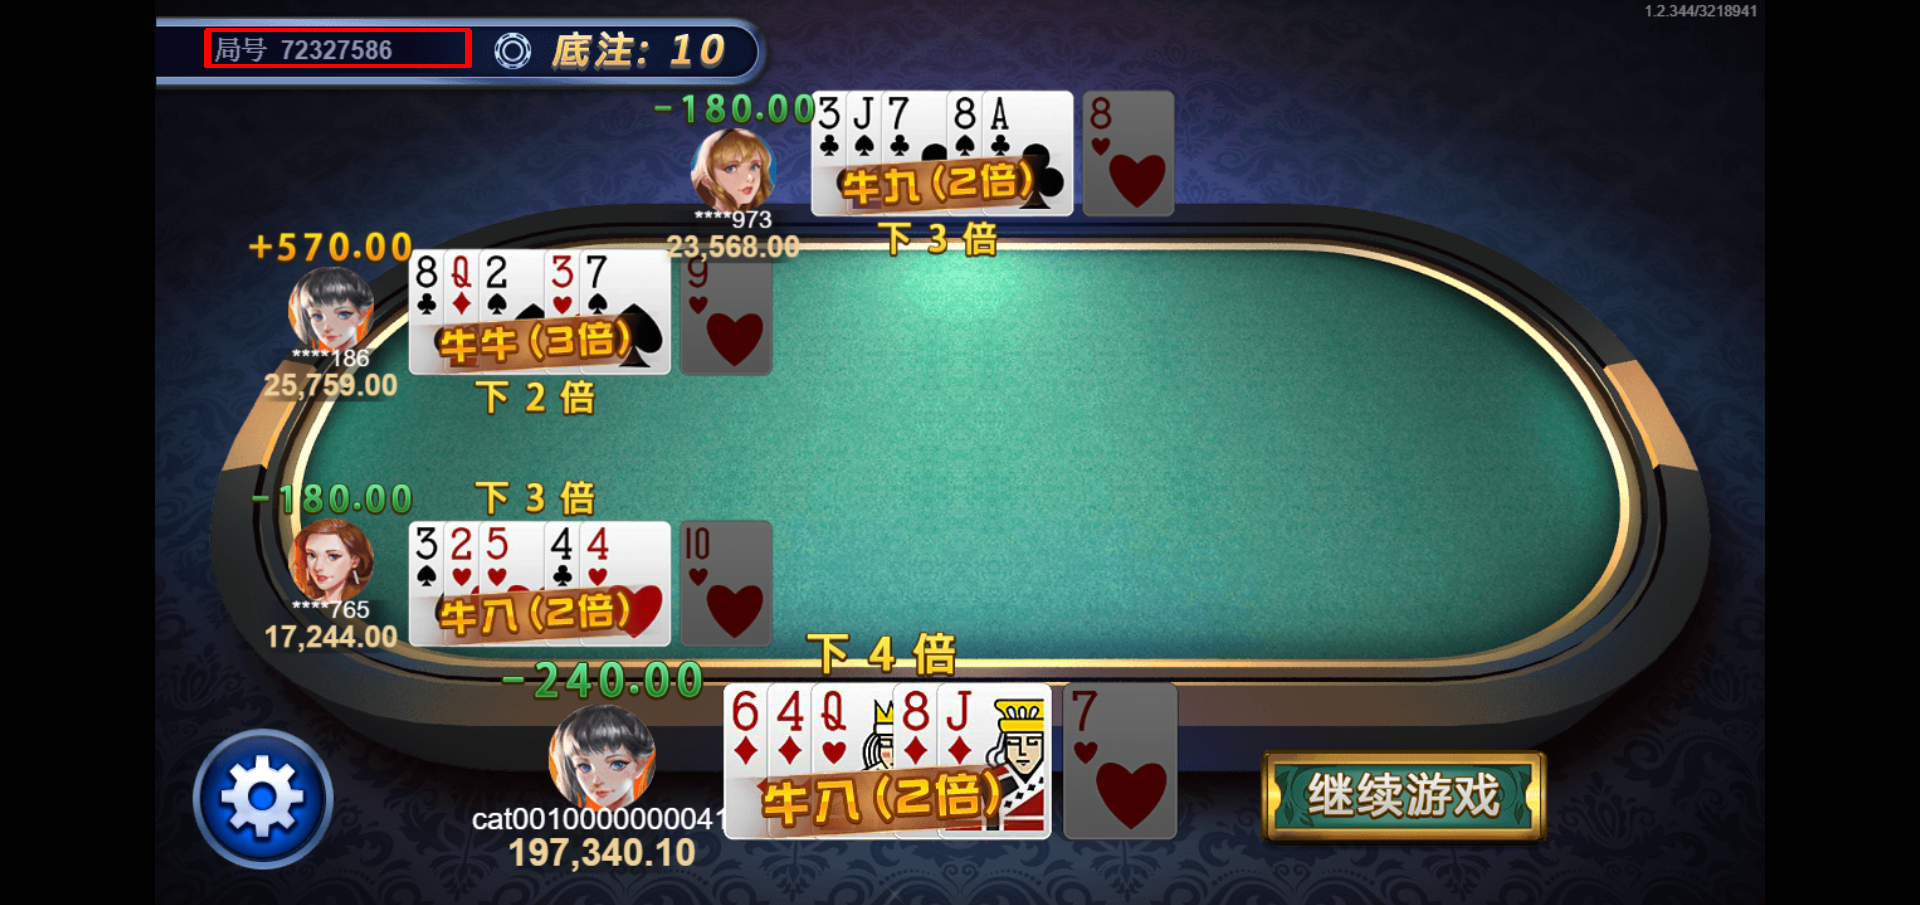 1.2.344/3218941
局号 72327586
底注: 10
-180.00
3 J 7 8 A
8
牛九(2倍)
****973
23,568.00
下 3 倍
+570.00
8 Q 2 3 7
9
牛牛(3倍)
****186
25,759.00
下 2 倍
-180.00
下 3 倍
3 2 5 4 4
10
牛八(2倍)
****765
17,244.00
-240.00
下 4 倍
6 4 Q 8 J
7
牛八(2倍)
cat0010000000041
197,340.10
继续游戏